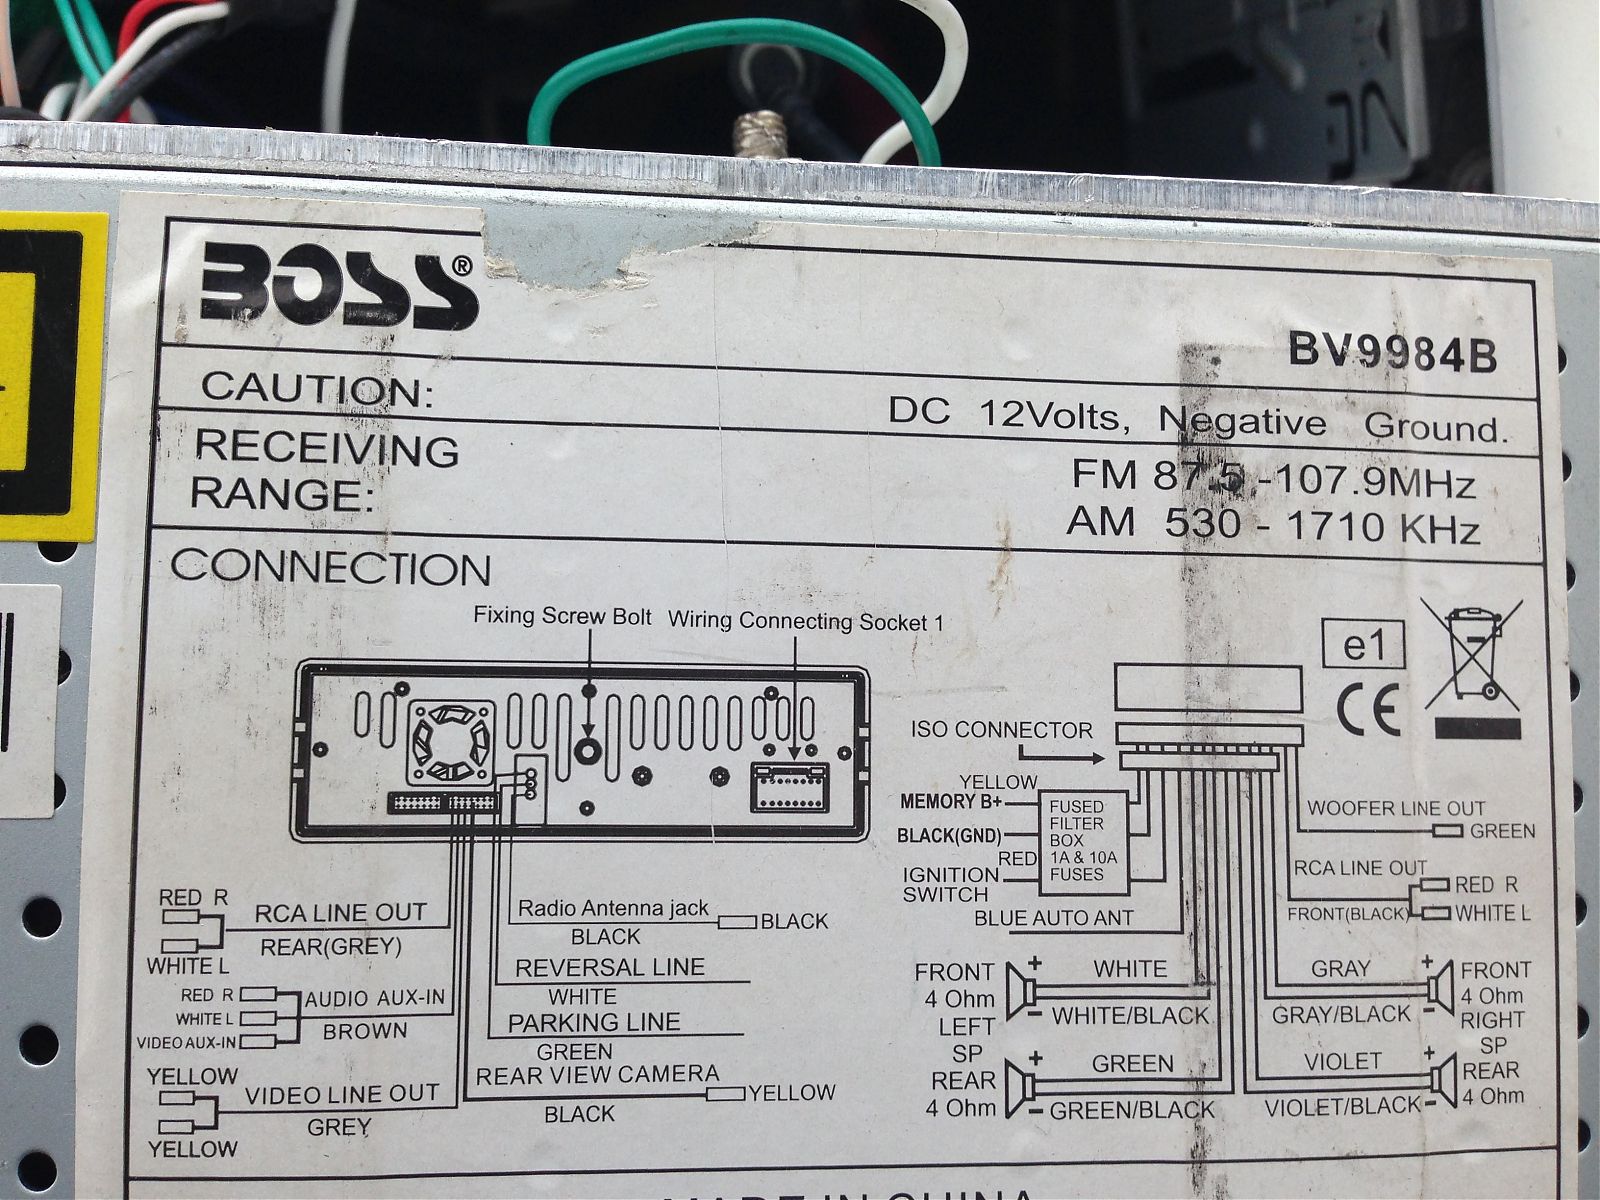 BOSS®
BV9984B
CAUTION:
DC 12Volts, Negative Ground.
RECEIVING
RANGE:
FM 87.5 -107.9MHz
AM 530 - 1710 KHz
CONNECTION
Fixing Screw Bolt Wiring Connecting Socket 1
RED R
RCA LINE OUT
REAR(GREY)
WHITE L
RED R
AUDIO AUX-IN
WHITE L
BROWN
VIDEO AUX-IN
YELLOW
VIDEO LINE OUT
GREY
YELLOW
Radio Antenna jack
BLACK
BLACK
REVERSAL LINE
WHITE
PARKING LINE
GREEN
REAR VIEW CAMERA
YELLOW
BLACK
e1
CE
ISO CONNECTOR
YELLOW
MEMORY B+
BLACK(GND)
RED
IGNITION
SWITCH
FUSED
FILTER
BOX
1A & 10A
FUSES
BLUE AUTO ANT
WOOFER LINE OUT
GREEN
RCA LINE OUT
RED R
FRONT(BLACK)
WHITE L
FRONT
4 Ohm
LEFT
SP
REAR
4 Ohm
+
WHITE
-
WHITE/BLACK
+
GREEN
-
GREEN/BLACK
GRAY
+
GRAY/BLACK
-
VIOLET
+
VIOLET/BLACK
-
FRONT
4 Ohm
RIGHT
SP
REAR
4 Ohm
MADE IN CHINA